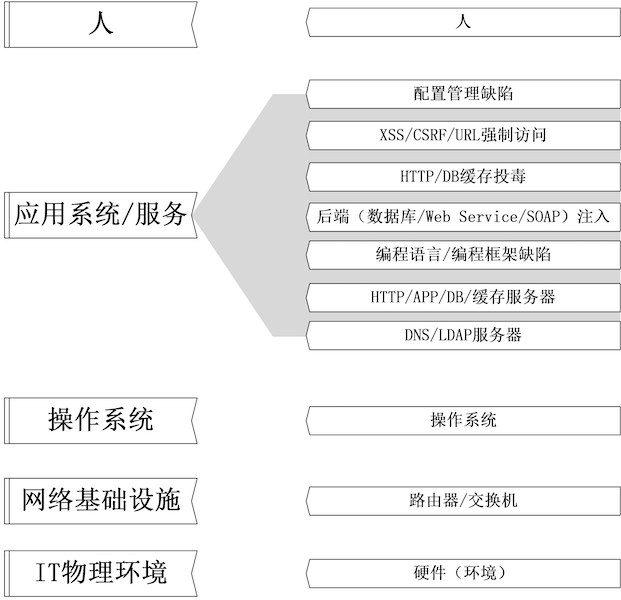 人
人
配置管理缺陷
XSS/CSRF/URL强制访问
HTTP/DB缓存投毒
应用系统/服务
后端（数据库/Web Service/SOAP）注入
编程语言/编程框架缺陷
HTTP/APP/DB/缓存服务器
DNS/LDAP服务器
操作系统
操作系统
网络基础设施
路由器/交换机
IT物理环境
硬件（环境）